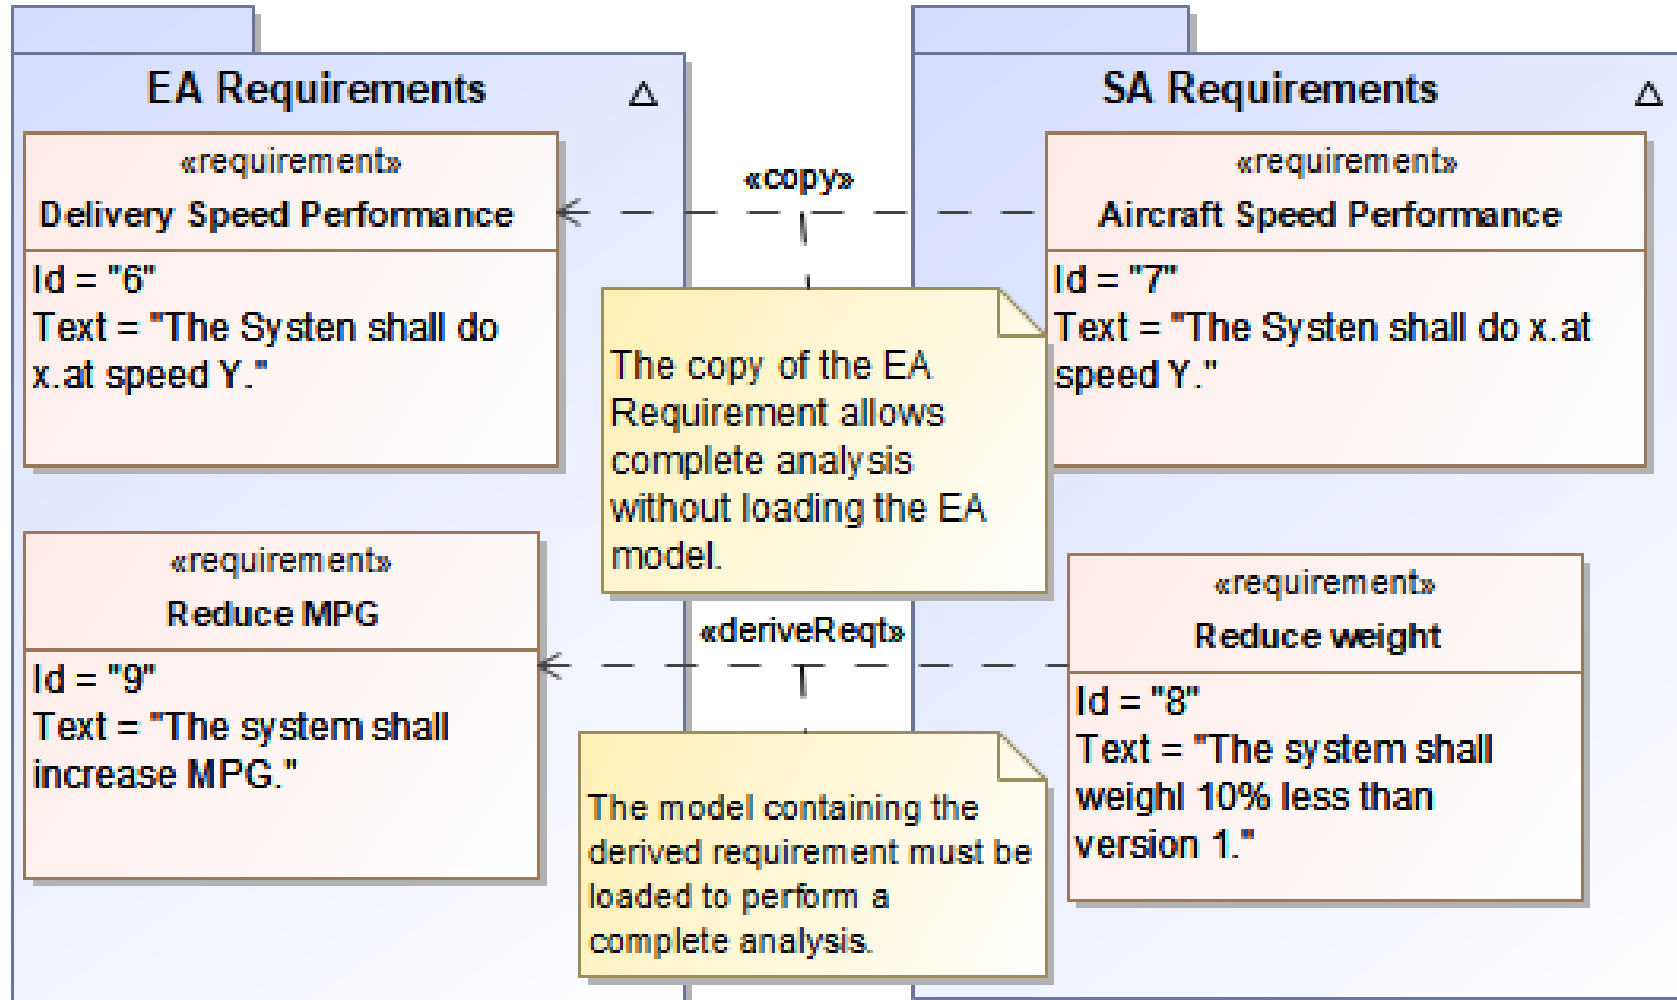 EA Requirements
«requirement»
Delivery Speed Performance
Id = "6"
Text = "The Systen shall do
x.at speed Y."
«requirement»
Reduce MPG
Id = "9"
Text = "The system shall
increase MPG."
«copy»
The copy of the EA
Requirement allows
complete analysis
without loading the EA
model.
«deriveReqt»
The model containing the
derived requirement must be
loaded to perform a
complete analysis.
SA Requirements
«requirement»
Aircraft Speed Performance
Id = "7"
Text = "The Systen shall do x.at
speed Y."
«requirement»
Reduce weight
Id = "8"
Text = "The system shall
weighl 10% less than
version 1."